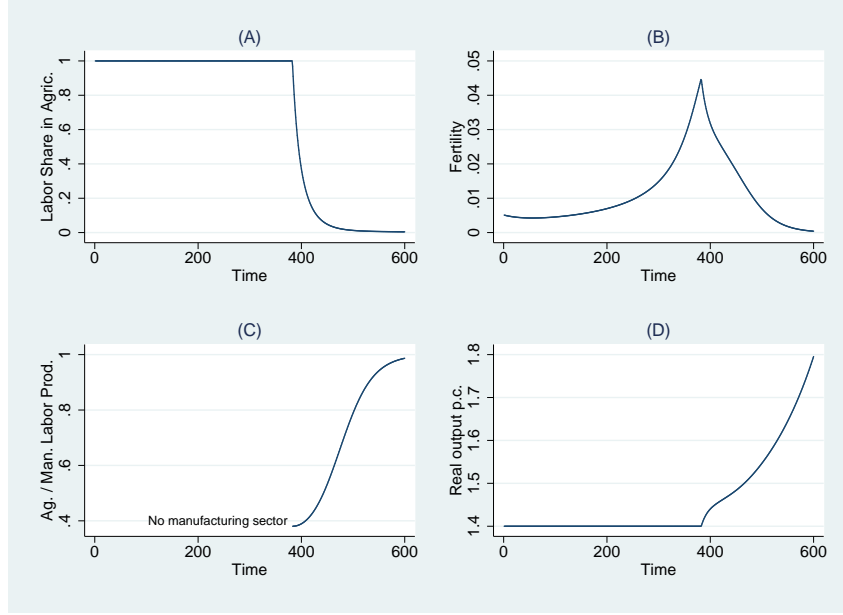 (A)
Labor Share in Agric.
1
.8
.6
.4
.2
0
0 200 400 600
Time
(B)
Fertility
.05
.04
.03
.02
.01
0
0 200 400 600
Time
(C)
Ag. / Man. Labor Prod.
1
.8
.6
.4
No manufacturing sector
0 200 400 600
Time
(D)
Real output p.c.
1.8
1.7
1.6
1.5
1.4
0 200 400 600
Time